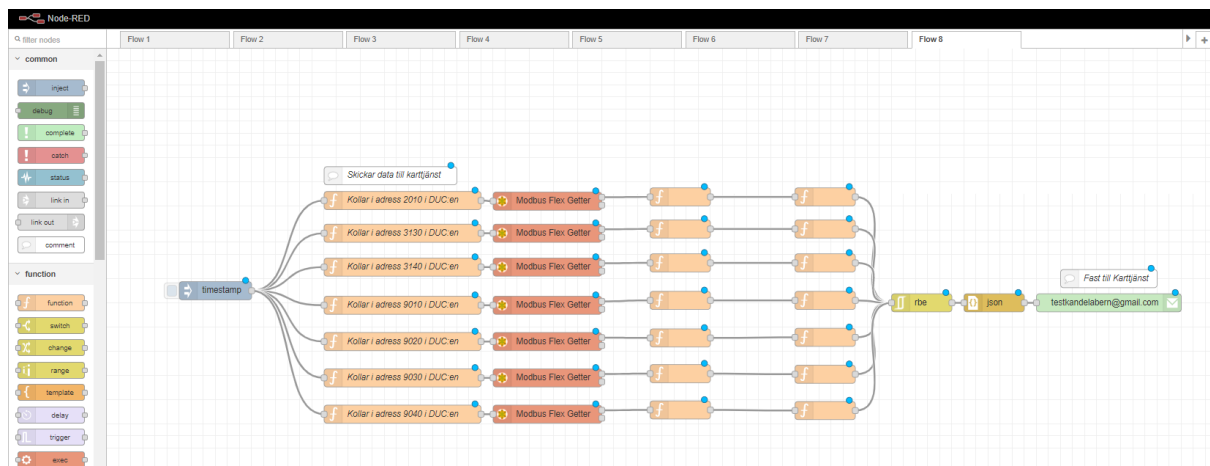 Node-RED
filter nodes
Flow 1
Flow 2
Flow 3
Flow 4
Flow 5
Flow 6
Flow 7
Flow 8
common
inject
debug
complete
catch
status
link in
link out
comment
function
function
switch
change
range
template
delay
trigger
exec
Skickar data till karttjänst
timestamp
Kollar i adress 2010 i DUC:en
Modbus Flex Getter
Kollar i adress 3130 i DUC:en
Modbus Flex Getter
Kollar i adress 3140 i DUC:en
Modbus Flex Getter
Kollar i adress 9010 i DUC:en
Modbus Flex Getter
Kollar i adress 9020 i DUC:en
Modbus Flex Getter
Kollar i adress 9030 i DUC:en
Modbus Flex Getter
Kollar i adress 9040 i DUC:en
Modbus Flex Getter
rbe
json
Fast till Karttjänst
testkandelabern@gmail.com